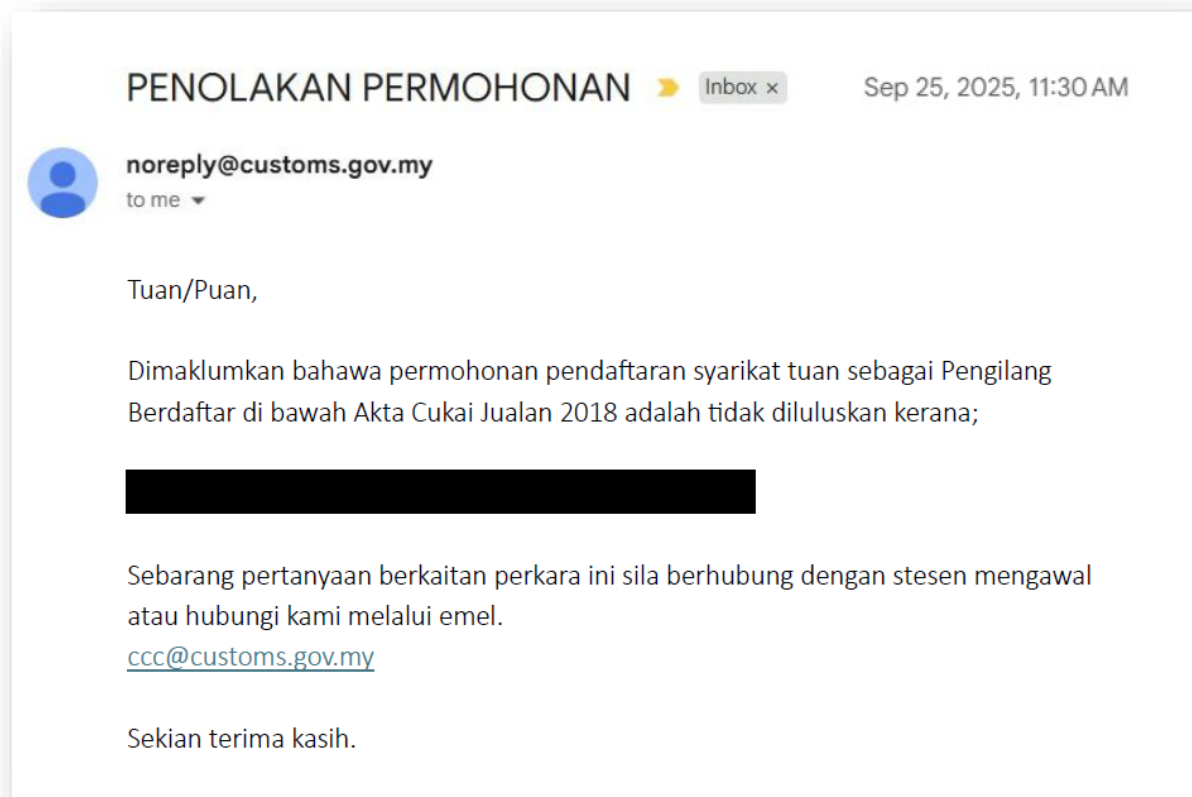 PENOLAKAN PERMOHONAN Inbox × Sep 25, 2025, 11:30 AM
noreply@customs.gov.my
to me
Tuan/Puan,
Dimaklumkan bahawa permohonan pendaftaran syarikat tuan sebagai Pengilang
Berdaftar di bawah Akta Cukai Jualan 2018 adalah tidak diluluskan kerana;
Sebarang pertanyaan berkaitan perkara ini sila berhubung dengan stesen mengawal
atau hubungi kami melalui emel.
ccc@customs.gov.my
Sekian terima kasih.